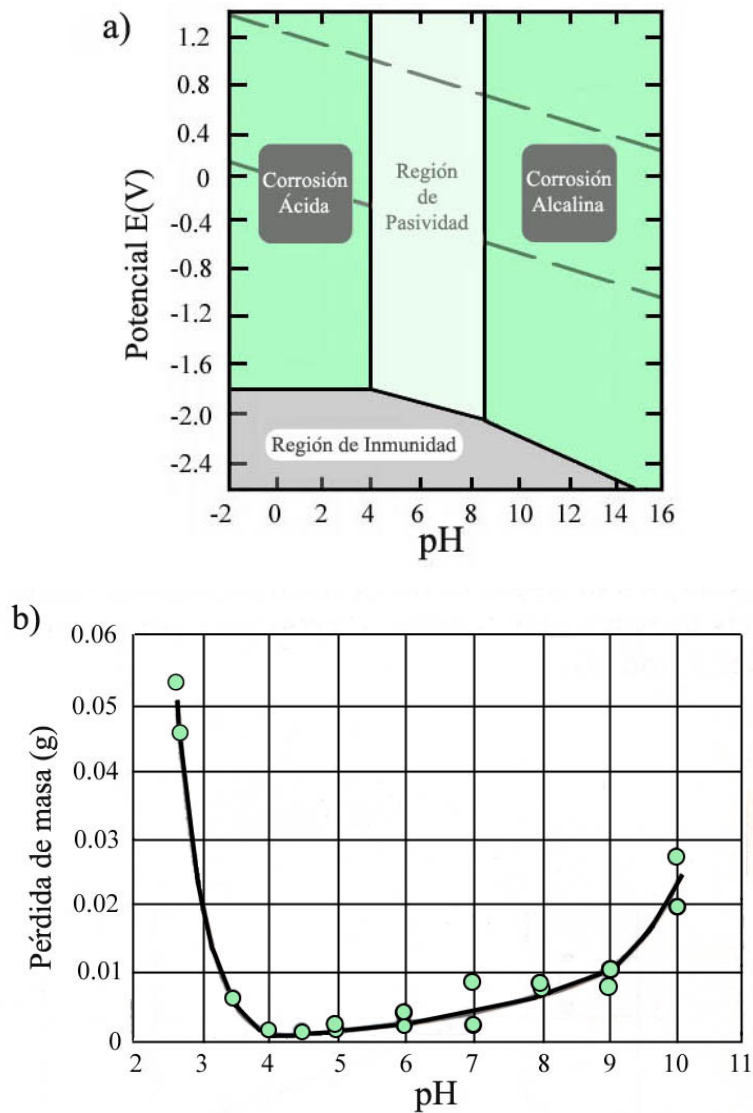 a)
1.2
0.8
0.4
0
-0.4
-0.8
-1.2
-1.6
-2.0
-2.4
Potencial E(V)
Corrosión
Ácida
Región
de
Pasividad
Corrosión
Alcalina
Región de Inmunidad
-2 0 2 4 6 8 10 12 14 16
pH
b)
0.06
0.05
0.04
0.03
0.02
0.01
0
Pérdida de masa (g)
2 3 4 5 6 7 8 9 10 11
pH